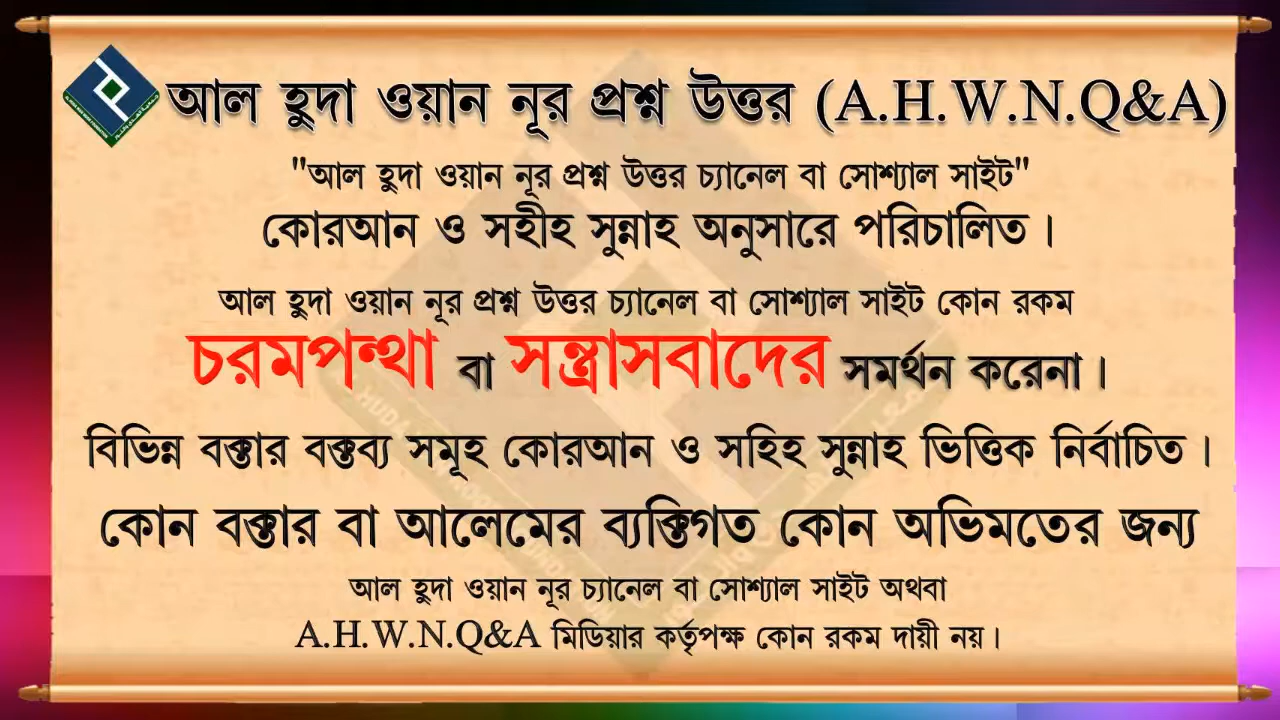 আল হুদা ওয়ান নূর প্রশ্ন উত্তর (A.H.W.N.Q&A)
"আল হুদা ওয়ান নূর প্রশ্ন উত্তর চ্যানেল বা সোশ্যাল সাইট"
কোরআন ও সহীহ সুন্নাহ অনুসারে পরিচালিত।
আল হুদা ওয়ান নূর প্রশ্ন উত্তর চ্যানেল বা সোশ্যাল সাইট কোন রকম
চরমপন্থা বা সন্ত্রাসবাদের সমর্থন করেনা।
বিভিন্ন বক্তার বক্তব্য সমূহ কোরআন ও সহিহ সুন্নাহ ভিত্তিক নির্বাচিত।
কোন বক্তার বা আলেমের ব্যক্তিগত কোন অভিমতের জন্য
আল হুদা ওয়ান নূর চ্যানেল বা সোশ্যাল সাইট অথবা
A.H.W.N.Q&A মিডিয়ার কর্তৃপক্ষ কোন রকম দায়ী নয়।